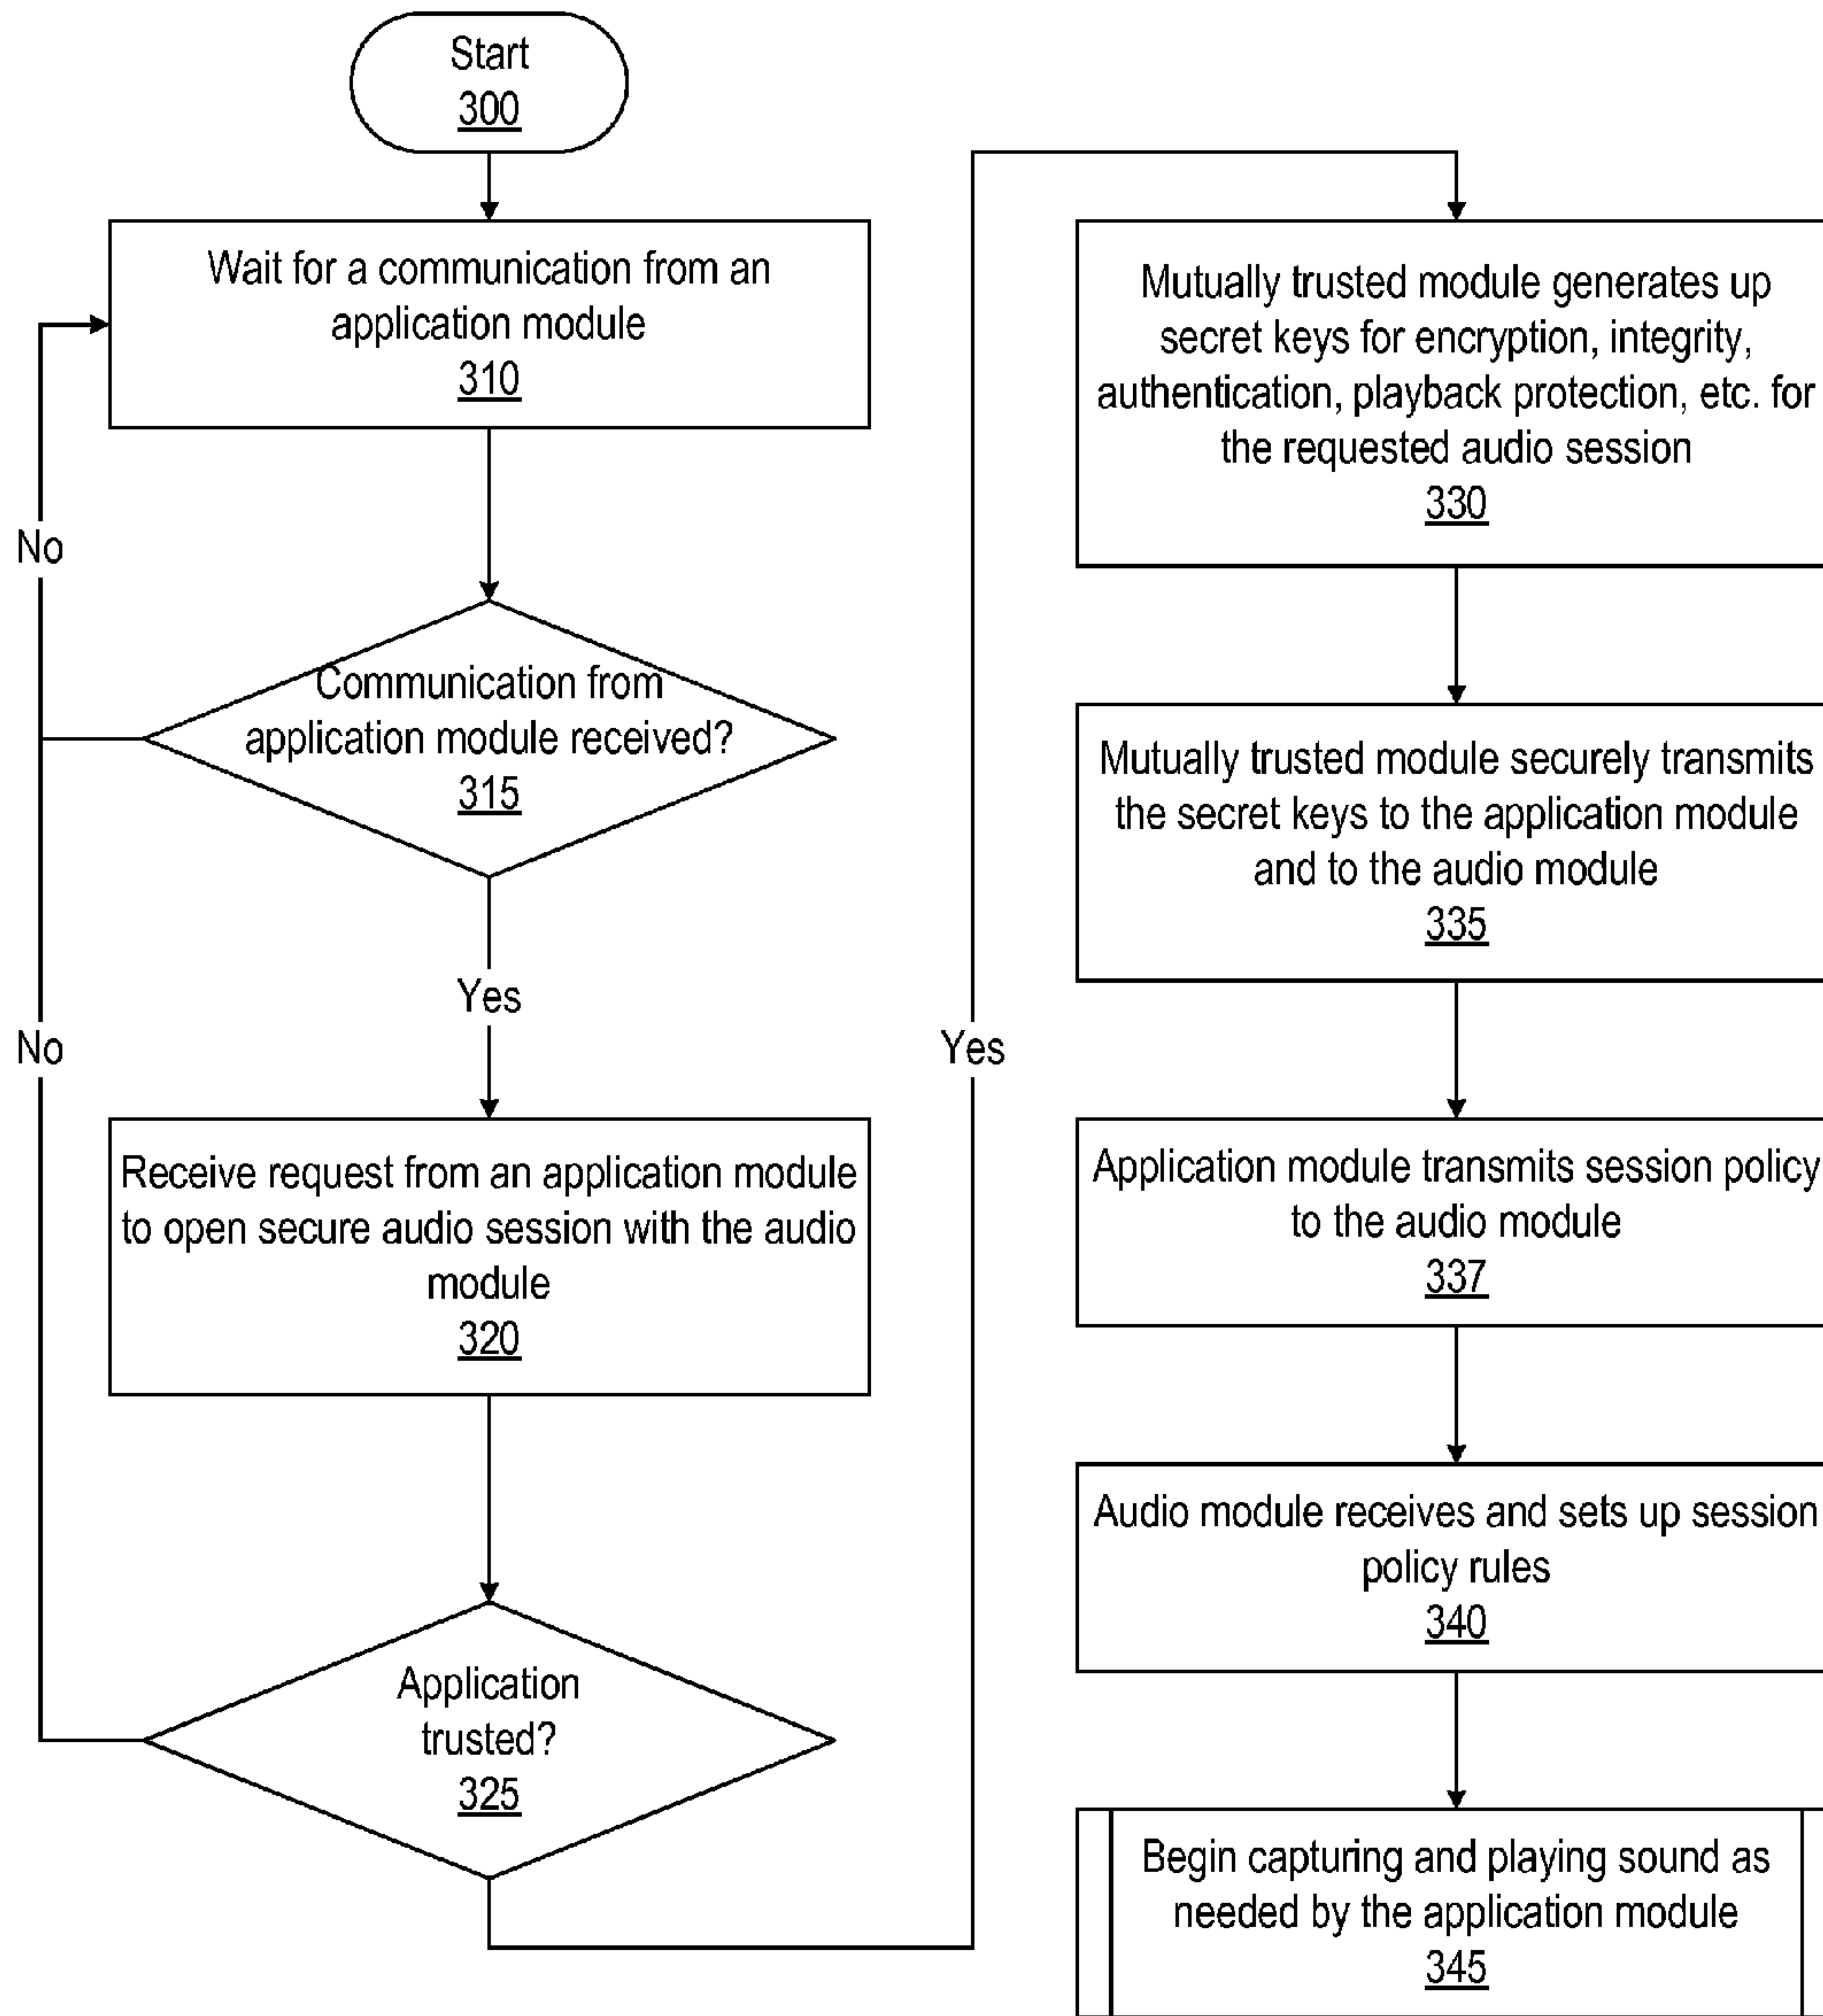 Start
300
Wait for a communication from an
application module
310
No
Communication from
application module received?
315
Yes
No
Receive request from an application module
to open secure audio session with the audio
module
320
Application
trusted?
325
Yes
Mutually trusted module generates up
secret keys for encryption, integrity,
authentication, playback protection, etc. for
the requested audio session
330
Mutually trusted module securely transmits
the secret keys to the application module
and to the audio module
335
Application module transmits session policy
to the audio module
337
Audio module receives and sets up session
policy rules
340
Begin capturing and playing sound as
needed by the application module
345